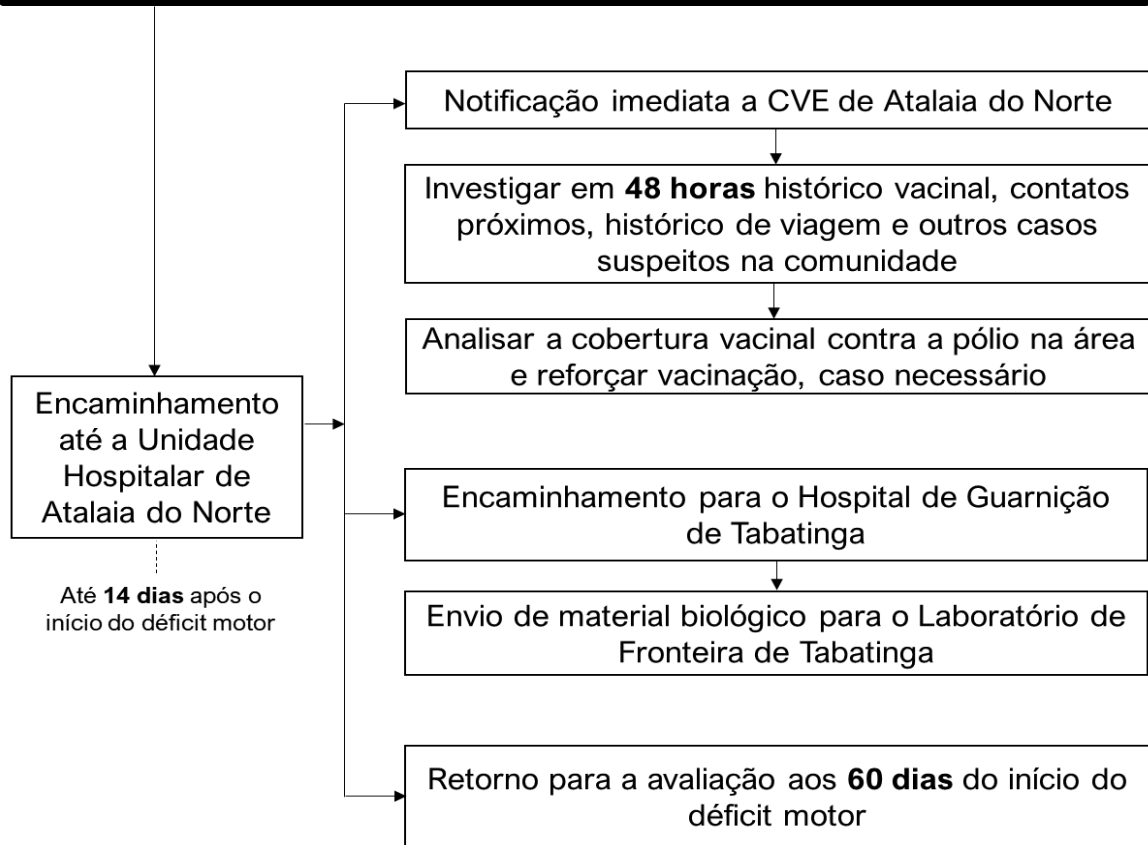 Notificação imediata a CVE de Atalaia do Norte
Investigar em 48 horas histórico vacinal, contatos
próximos, histórico de viagem e outros casos
suspeitos na comunidade
Analisar a cobertura vacinal contra a pólio na área
e reforçar vacinação, caso necessário
Encaminhamento
até a Unidade
Hospitalar de
Atalaia do Norte
Até 14 dias após o
início do déficit motor
Encaminhamento para o Hospital de Guarnição
de Tabatinga
Envio de material biológico para o Laboratório de
Fronteira de Tabatinga
Retorno para a avaliação aos 60 dias do início do
déficit motor